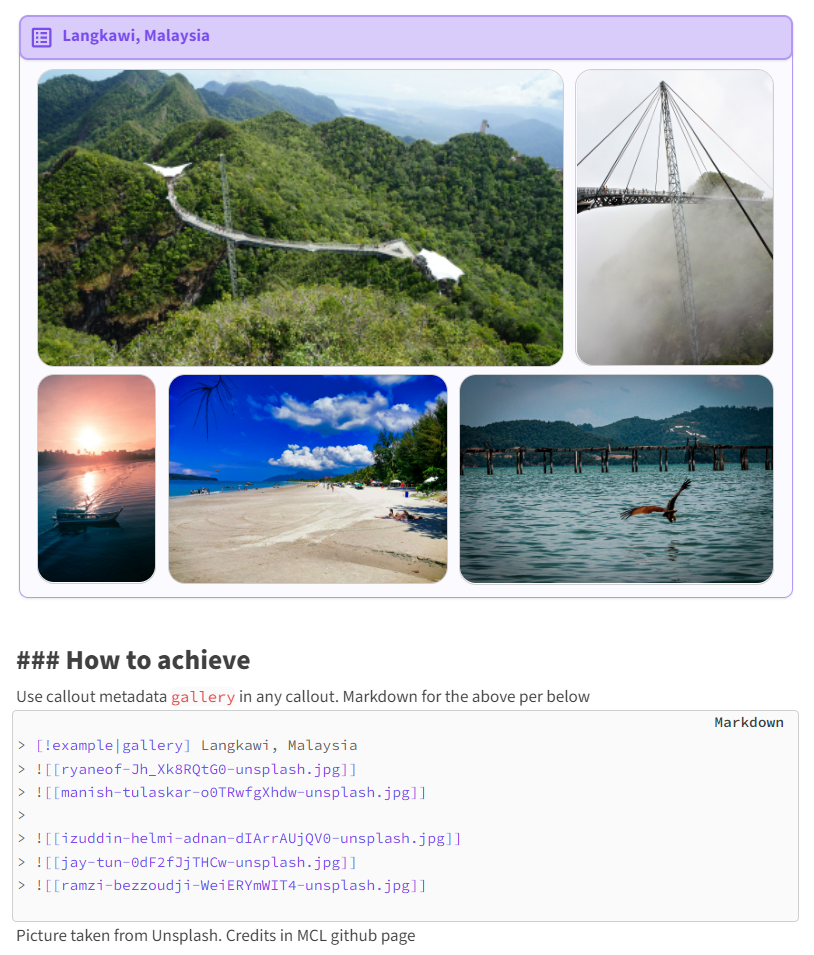 Langkawi, Malaysia
### How to achieve
Use callout metadata gallery in any callout. Markdown for the above per below
Markdown
> [!example|gallery] Langkawi, Malaysia
> ![[ryaneof-Jh_Xk8RQtG0-unsplash.jpg]]
> ![[manish-tulaskar-o0TRwfgXhdw-unsplash.jpg]]
>
> ![[izuddin-helmi-adnan-dIArrAUjQV0-unsplash.jpg]]
> ![[jay-tun-0dF2fJjTHCw-unsplash.jpg]]
> ![[ramzi-bezzoudji-WeiERYmWIT4-unsplash.jpg]]
Picture taken from Unsplash. Credits in MCL github page